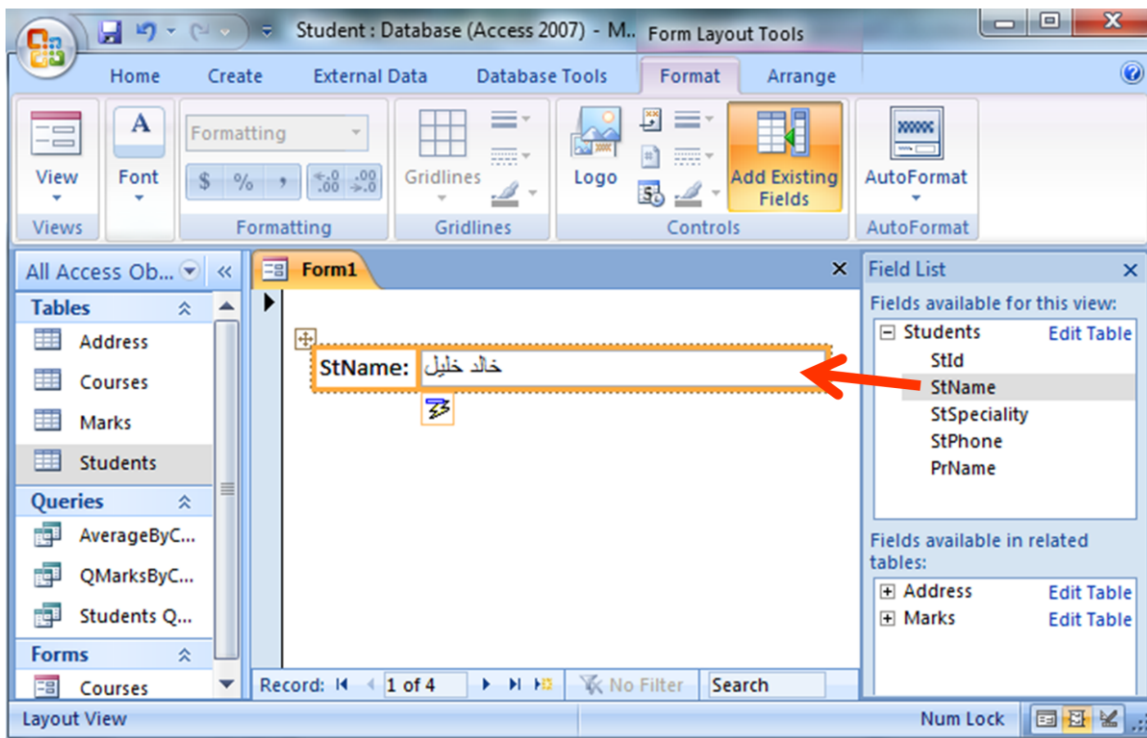 Student : Database (Access 2007) - M..
Form Layout Tools
Home Create External Data Database Tools Format Arrange
View
Font
Formatting
$ % ,
.0 .00
.00 .0
Gridlines
Logo
Add Existing
Fields
AutoFormat
Views
Formatting
Gridlines
Controls
AutoFormat
All Access Ob...
Tables
Address
Courses
Marks
Students
Queries
AverageByC...
QMarksByC...
Students Q...
Forms
Courses
Form1
StName: خالد خليل
Record: 1 of 4 No Filter Search
Field List
Fields available for this view:
Students Edit Table
StId
StName
StSpeciality
StPhone
PrName
Fields available in related
tables:
Address Edit Table
Marks Edit Table
Layout View
Num Lock